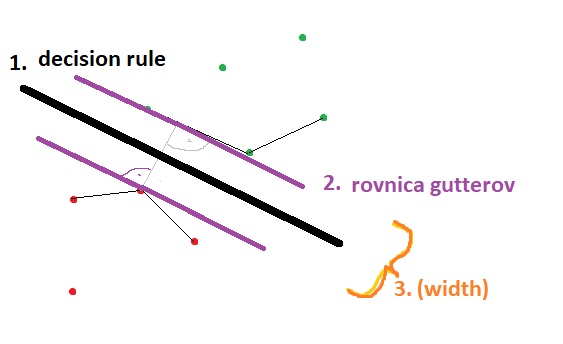 1. decision rule
2. rovnica gutterov
3. (width)